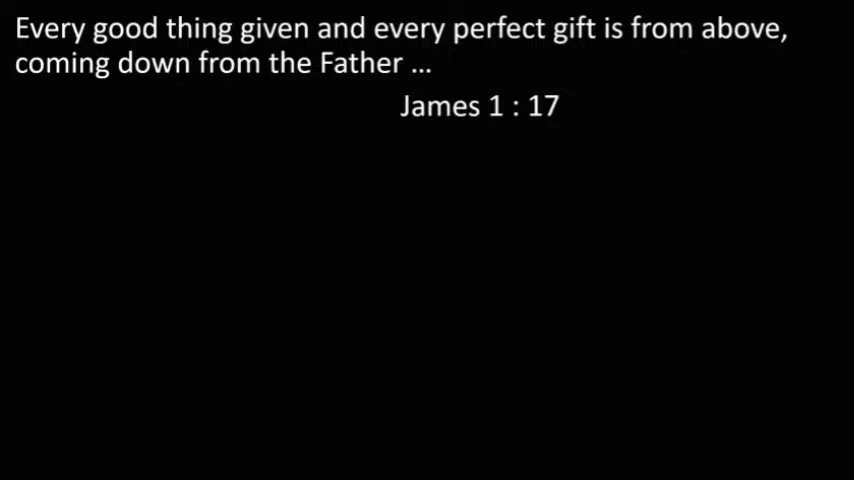 Every good thing given and every perfect gift is from above,
coming down from the Father ...
James 1 : 17